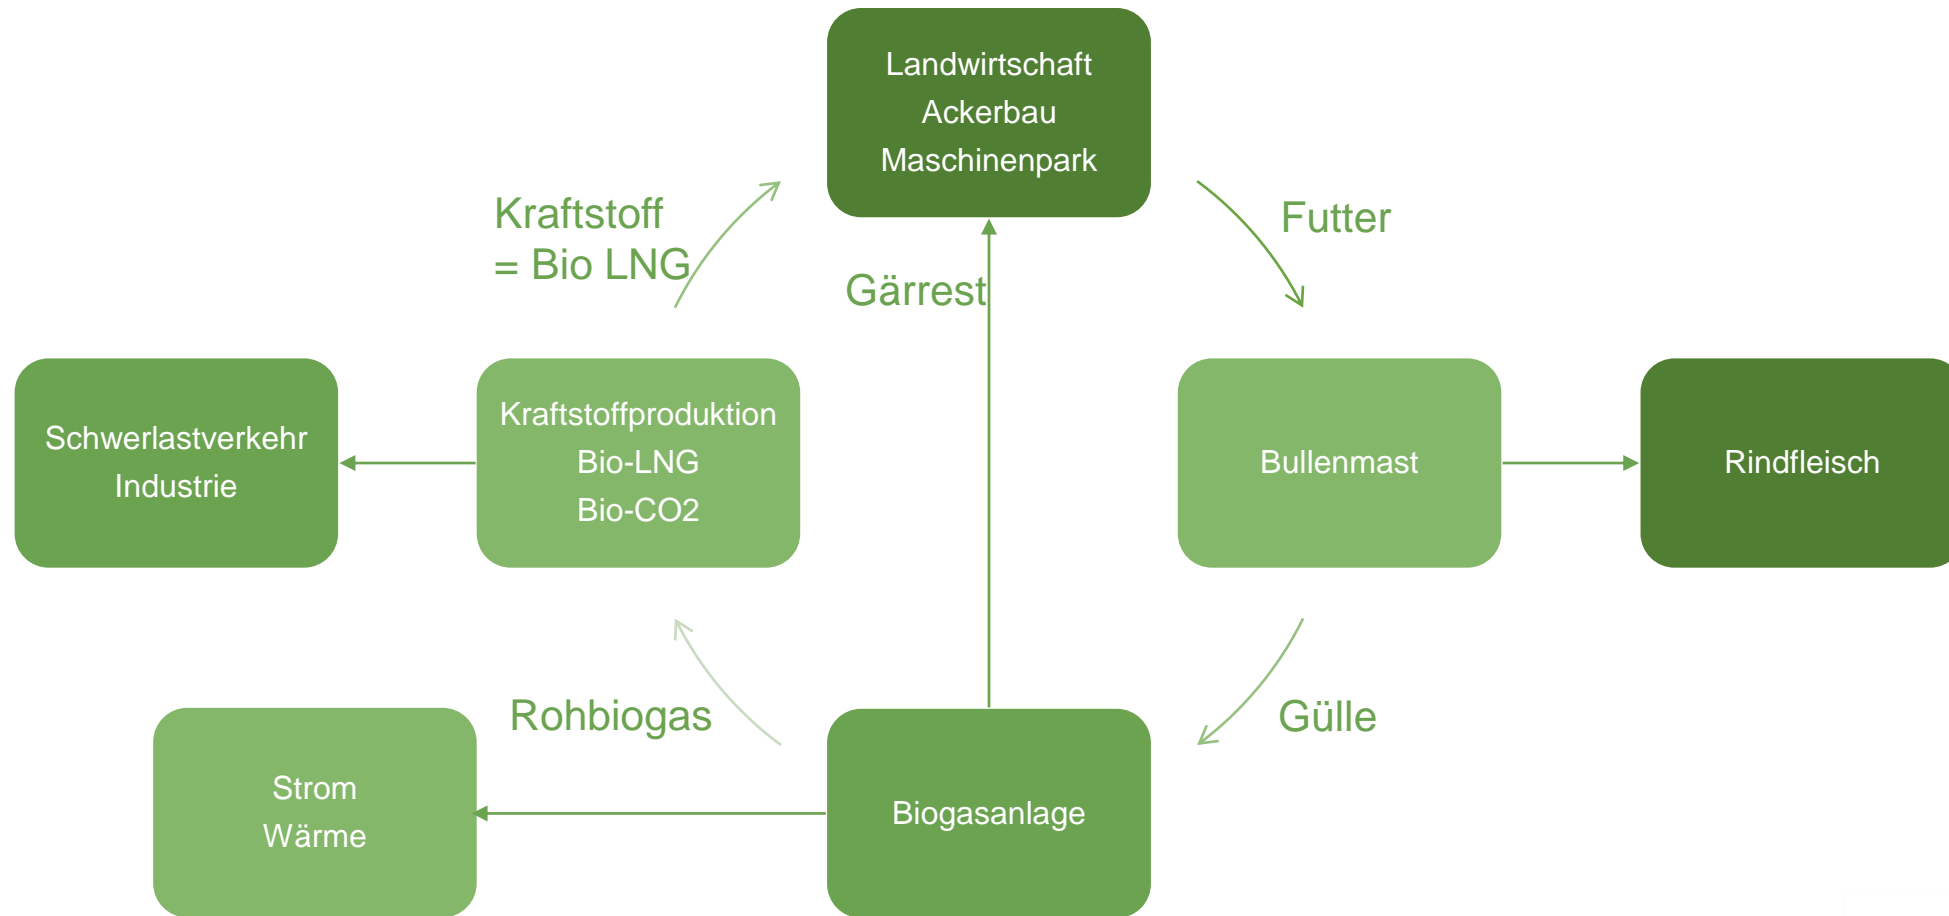 Landwirtschaft
Ackerbau
Maschinenpark
Kraftstoff
= Bio LNG
Futter
Gärrest
Schwerlastverkehr
Industrie
Kraftstoffproduktion
Bio-LNG
Bio-CO2
Bullenmast
Rindfleisch
Rohbiogas
Gülle
Strom
Wärme
Biogasanlage